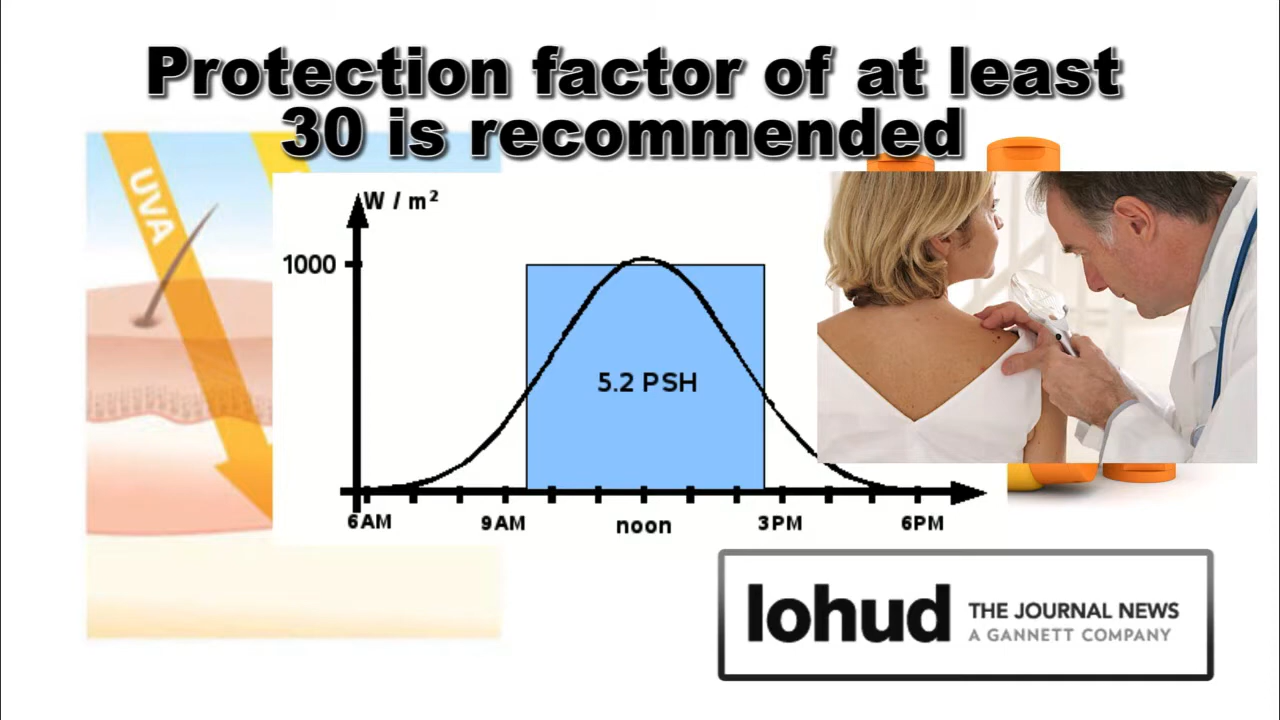 Protection factor of at least
30 is recommended
UVA
W / m²
1000
5.2 PSH
6AM 9AM noon 3PM 6PM
lohud THE JOURNAL NEWS
A GANNETT COMPANY